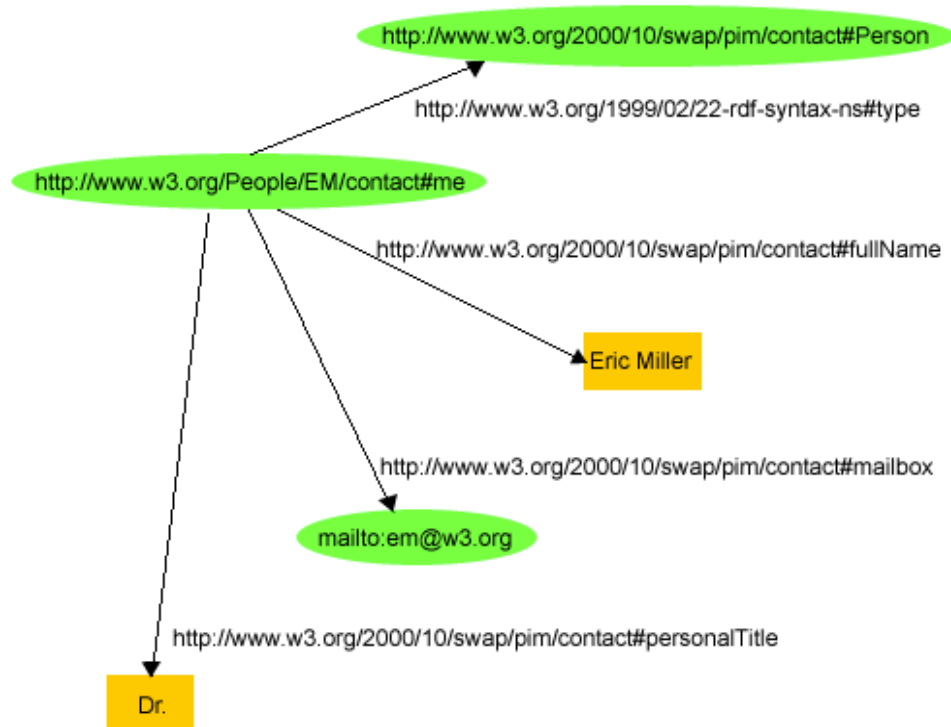 http://www.w3.org/2000/10/swap/pim/contact#Person
http://www.w3.org/1999/02/22-rdf-syntax-ns#type
http://www.w3.org/People/EM/contact#me
http://www.w3.org/2000/10/swap/pim/contact#fullName
Eric Miller
http://www.w3.org/2000/10/swap/pim/contact#mailbox
mailto:em@w3.org
http://www.w3.org/2000/10/swap/pim/contact#personalTitle
Dr.